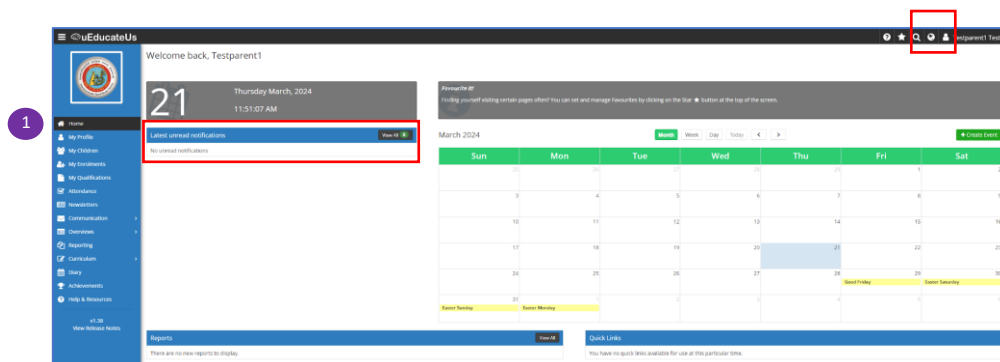 uEducateUs
Testparent1 Test
Welcome back, Testparent1
21
Thursday March, 2024
11:51:07 AM
Favourite it!
Finding yourself visiting certain pages often? You can set and manage Favourites by clicking on the Star ★ button at the top of the screen.
1
Home
My Profile
My Children
My Enrolments
My Qualifications
Attendance
Newsletters
Communication
Overviews
Reporting
Curriculum
Diary
Achievements
Help & Resources
v1.38
View Release Notes
Latest unread notifications
View All 0
No unread notifications
March 2024
Month Week Day Today < >
+ Create Event
Sun Mon Tue Wed Thu Fri Sat
25 26 27 28 29 1 2
3 4 5 6 7 8 9
10 11 12 13 14 15 16
17 18 19 20 21 22 23
24 25 26 27 28 29 30
Good Friday Easter Saturday
31 1 2 3 4 5 6
Easter Sunday Easter Monday
Reports
View All
There are no new reports to display.
Quick Links
You have no quick links available for use at this particular time.